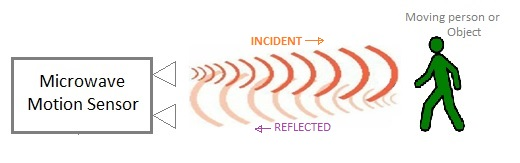 Moving person or
Object
INCIDENT
Microwave
Motion Sensor
REFLECTED